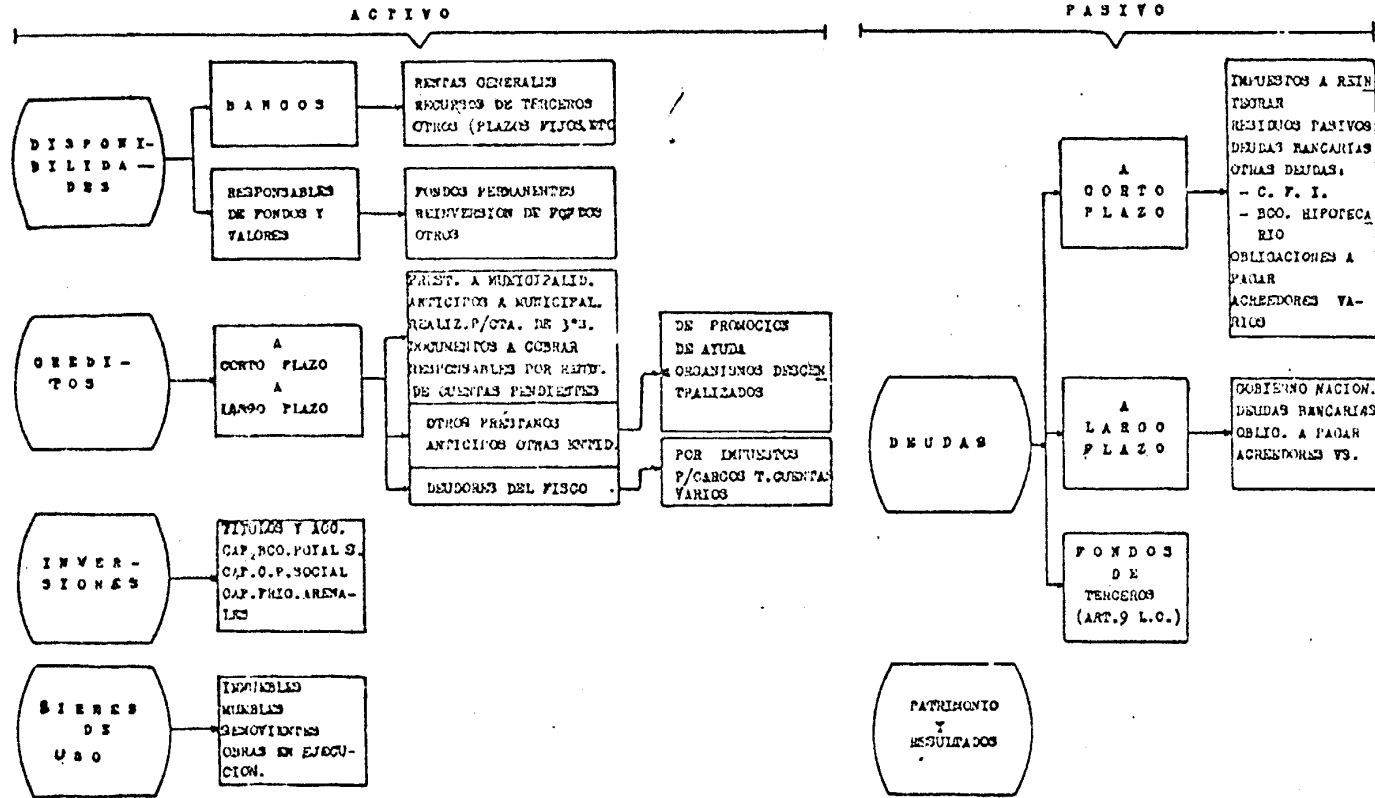 ACTIVO
DISPONI-
BILIDA-
DES
BANCOS
RENTAS GENERALES
RECURSOS DE TERCEROS
OTROS (PLAZOS FIJOS, ETC
RESPONSABLES
DE FONDOS Y
VALORES
FONDOS PERMANENTES
REINVERSION DE FONDOS
OTROS
CREDI-
TOS
A
CORTO PLAZO
A
LARGO PLAZO
PREST. A MUNICIPALID.
ANTICIPOS A MUNICIPAL.
REALIZ.P/CTA. DE 3ºS.
DOCUMENTOS A COBRAR
RESPONSABLES POR REND.
DE CUENTAS PENDIENTES
OTROS PRÉSTAMOS
ANTICIPOS OTRAS ENTID.
DEUDORES DEL FISCO
DE PROMOCION
DE AYUDA
ORGANISMOS DESCEN
TRALIZADOS
POR IMPUESTOS
P/CARGOS T.CUENTAS
VARIOS
INVER-
SIONES
TITULOS Y ACC.
CAP.BCO.PCIAL S.
CAP.C.P.SOCIAL
CAP.FRIG.ARENA-
LES
BIENES
DE
USO
INMUEBLES
MUEBLES
SEMOVIENTES
OBRAS EN EJECU-
CION.
PASIVO
DEUDAS
A
CORTO
PLAZO
IMPUESTOS A REIN
TEGRAR
RESIDUOS PASIVOS
DEUDAS BANCARIAS
OTRAS DEUDAS:
- C. F. I.
- BCO. HIPOTECA
RIO
OBLIGACIONES A
PAGAR
ACREEDORES VA-
RIOS
A
LARGO
PLAZO
GOBIERNO NACION.
DEUDAS BANCARIAS
OBLIG. A PAGAR
ACREEDORES VS.
FONDOS
DE
TERCEROS
(ART.9 L.C.)
PATRIMONIO
Y
RESULTADOS